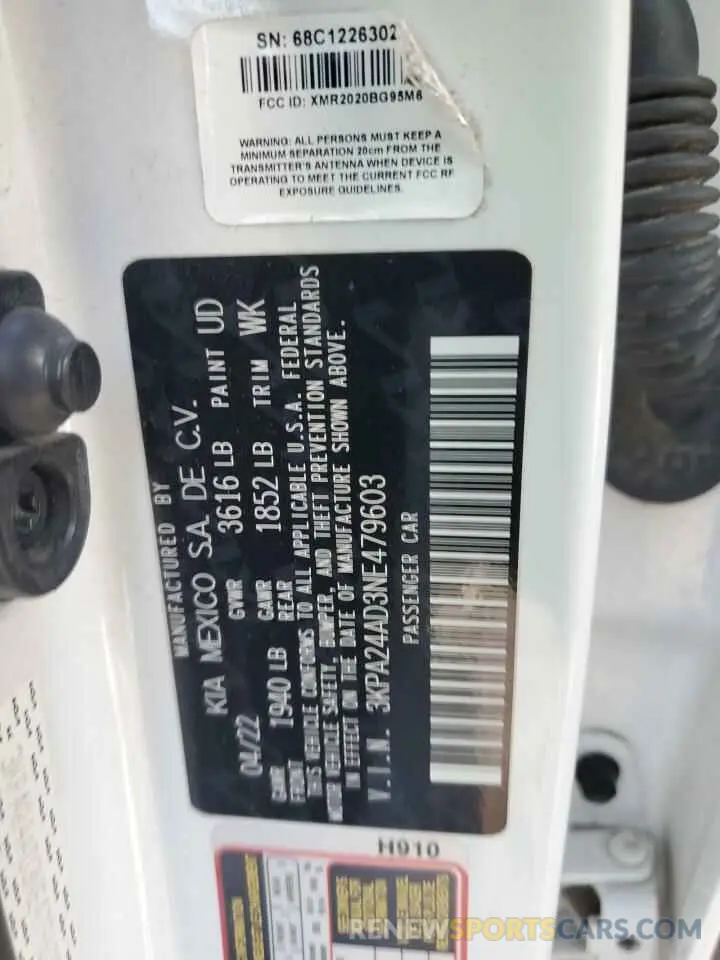 SN: 68C1226302
FCC ID: XMR2020BG95M6
WARNING: ALL PERSONS MUST KEEP A
MINIMUM SEPARATION 20cm FROM THE
TRANSMITTER'S ANTENNA WHEN DEVICE IS
OPERATING TO MEET THE CURRENT FCC RF
EXPOSURE GUIDELINES.
MANUFACTURED BY
KIA MEXICO S.A. DE C.V.
04/22 GVWR 3616 LB PAINT UD
GAWR FRONT 1940 LB GAWR REAR 1852 LB TRIM WK
THIS VEHICLE CONFORMS TO ALL APPLICABLE U.S.A. FEDERAL
MOTOR VEHICLE SAFETY, BUMPER, AND THEFT PREVENTION STANDARDS
IN EFFECT ON THE DATE OF MANUFACTURE SHOWN ABOVE.
V.I.N. 3KPA24AD3NE479603
PASSENGER CAR
H910
RENEWSPORTSCARS.COM